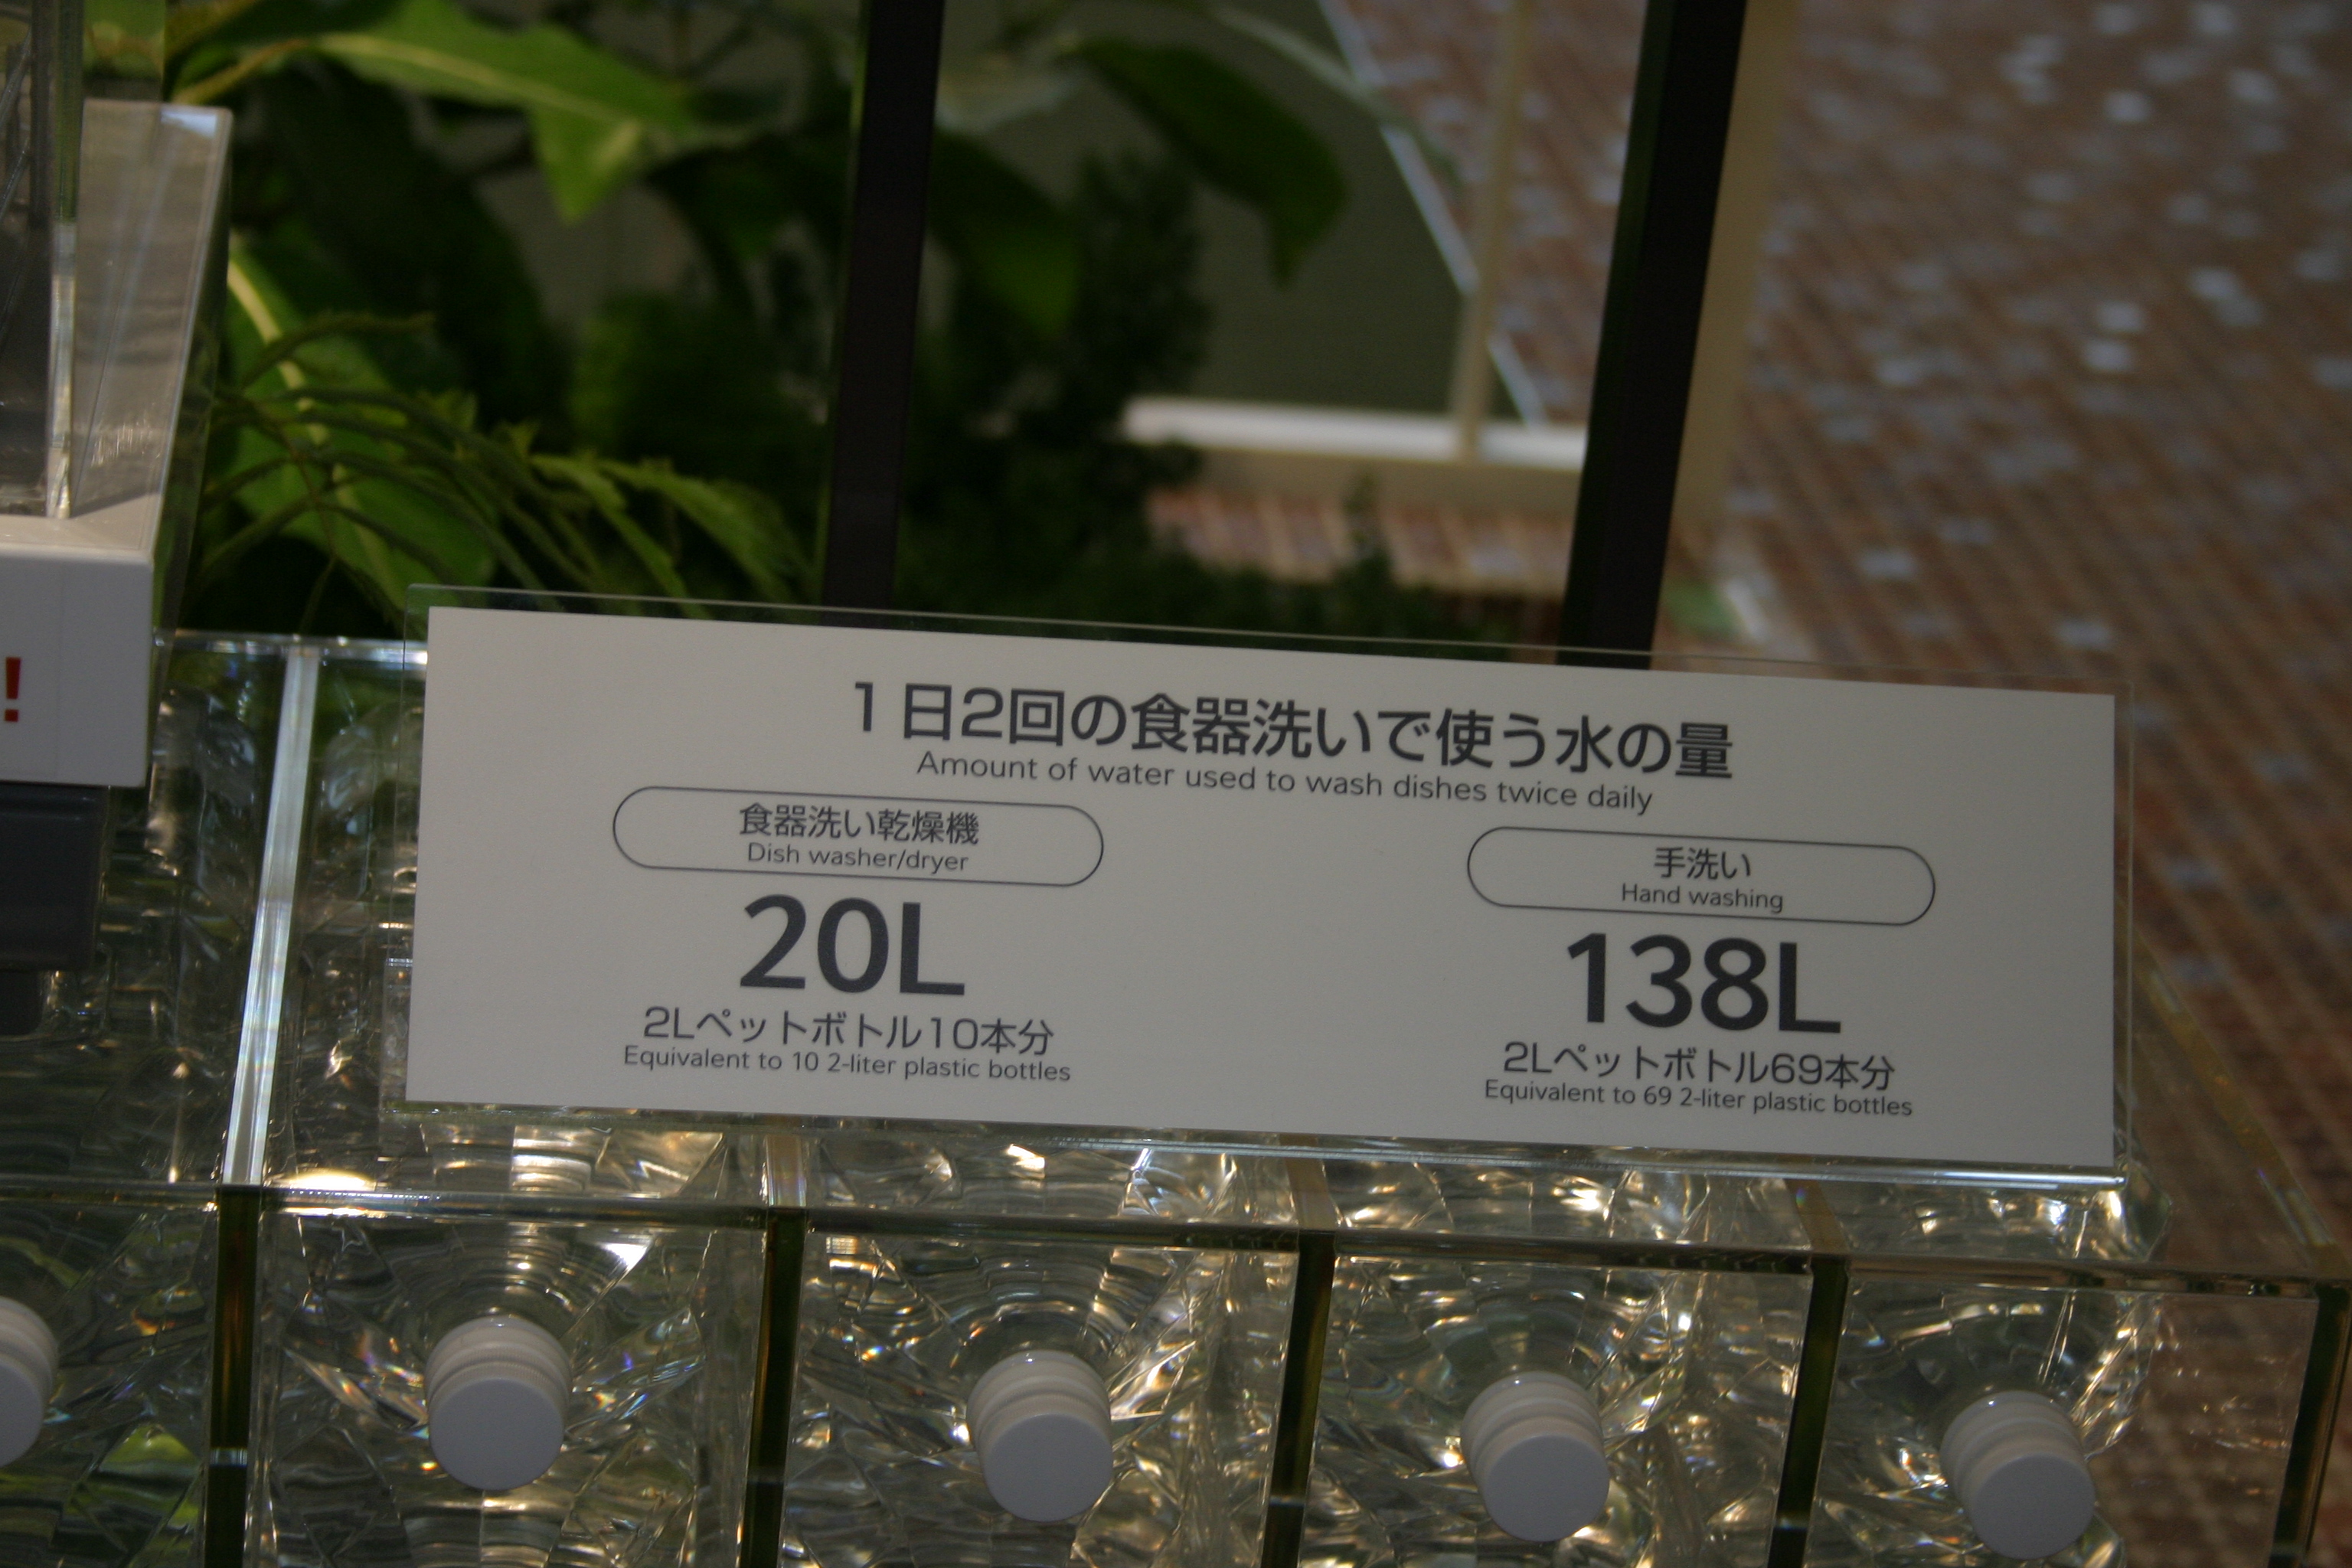 !
1日2回の食器洗いで使う水の量
Amount of water used to wash dishes twice daily
食器洗い乾燥機
Dish washer/dryer
20L
2Lペットボトル10本分
Equivalent to 10 2-liter plastic bottles
手洗い
Hand washing
138L
2Lペットボトル69本分
Equivalent to 69 2-liter plastic bottles